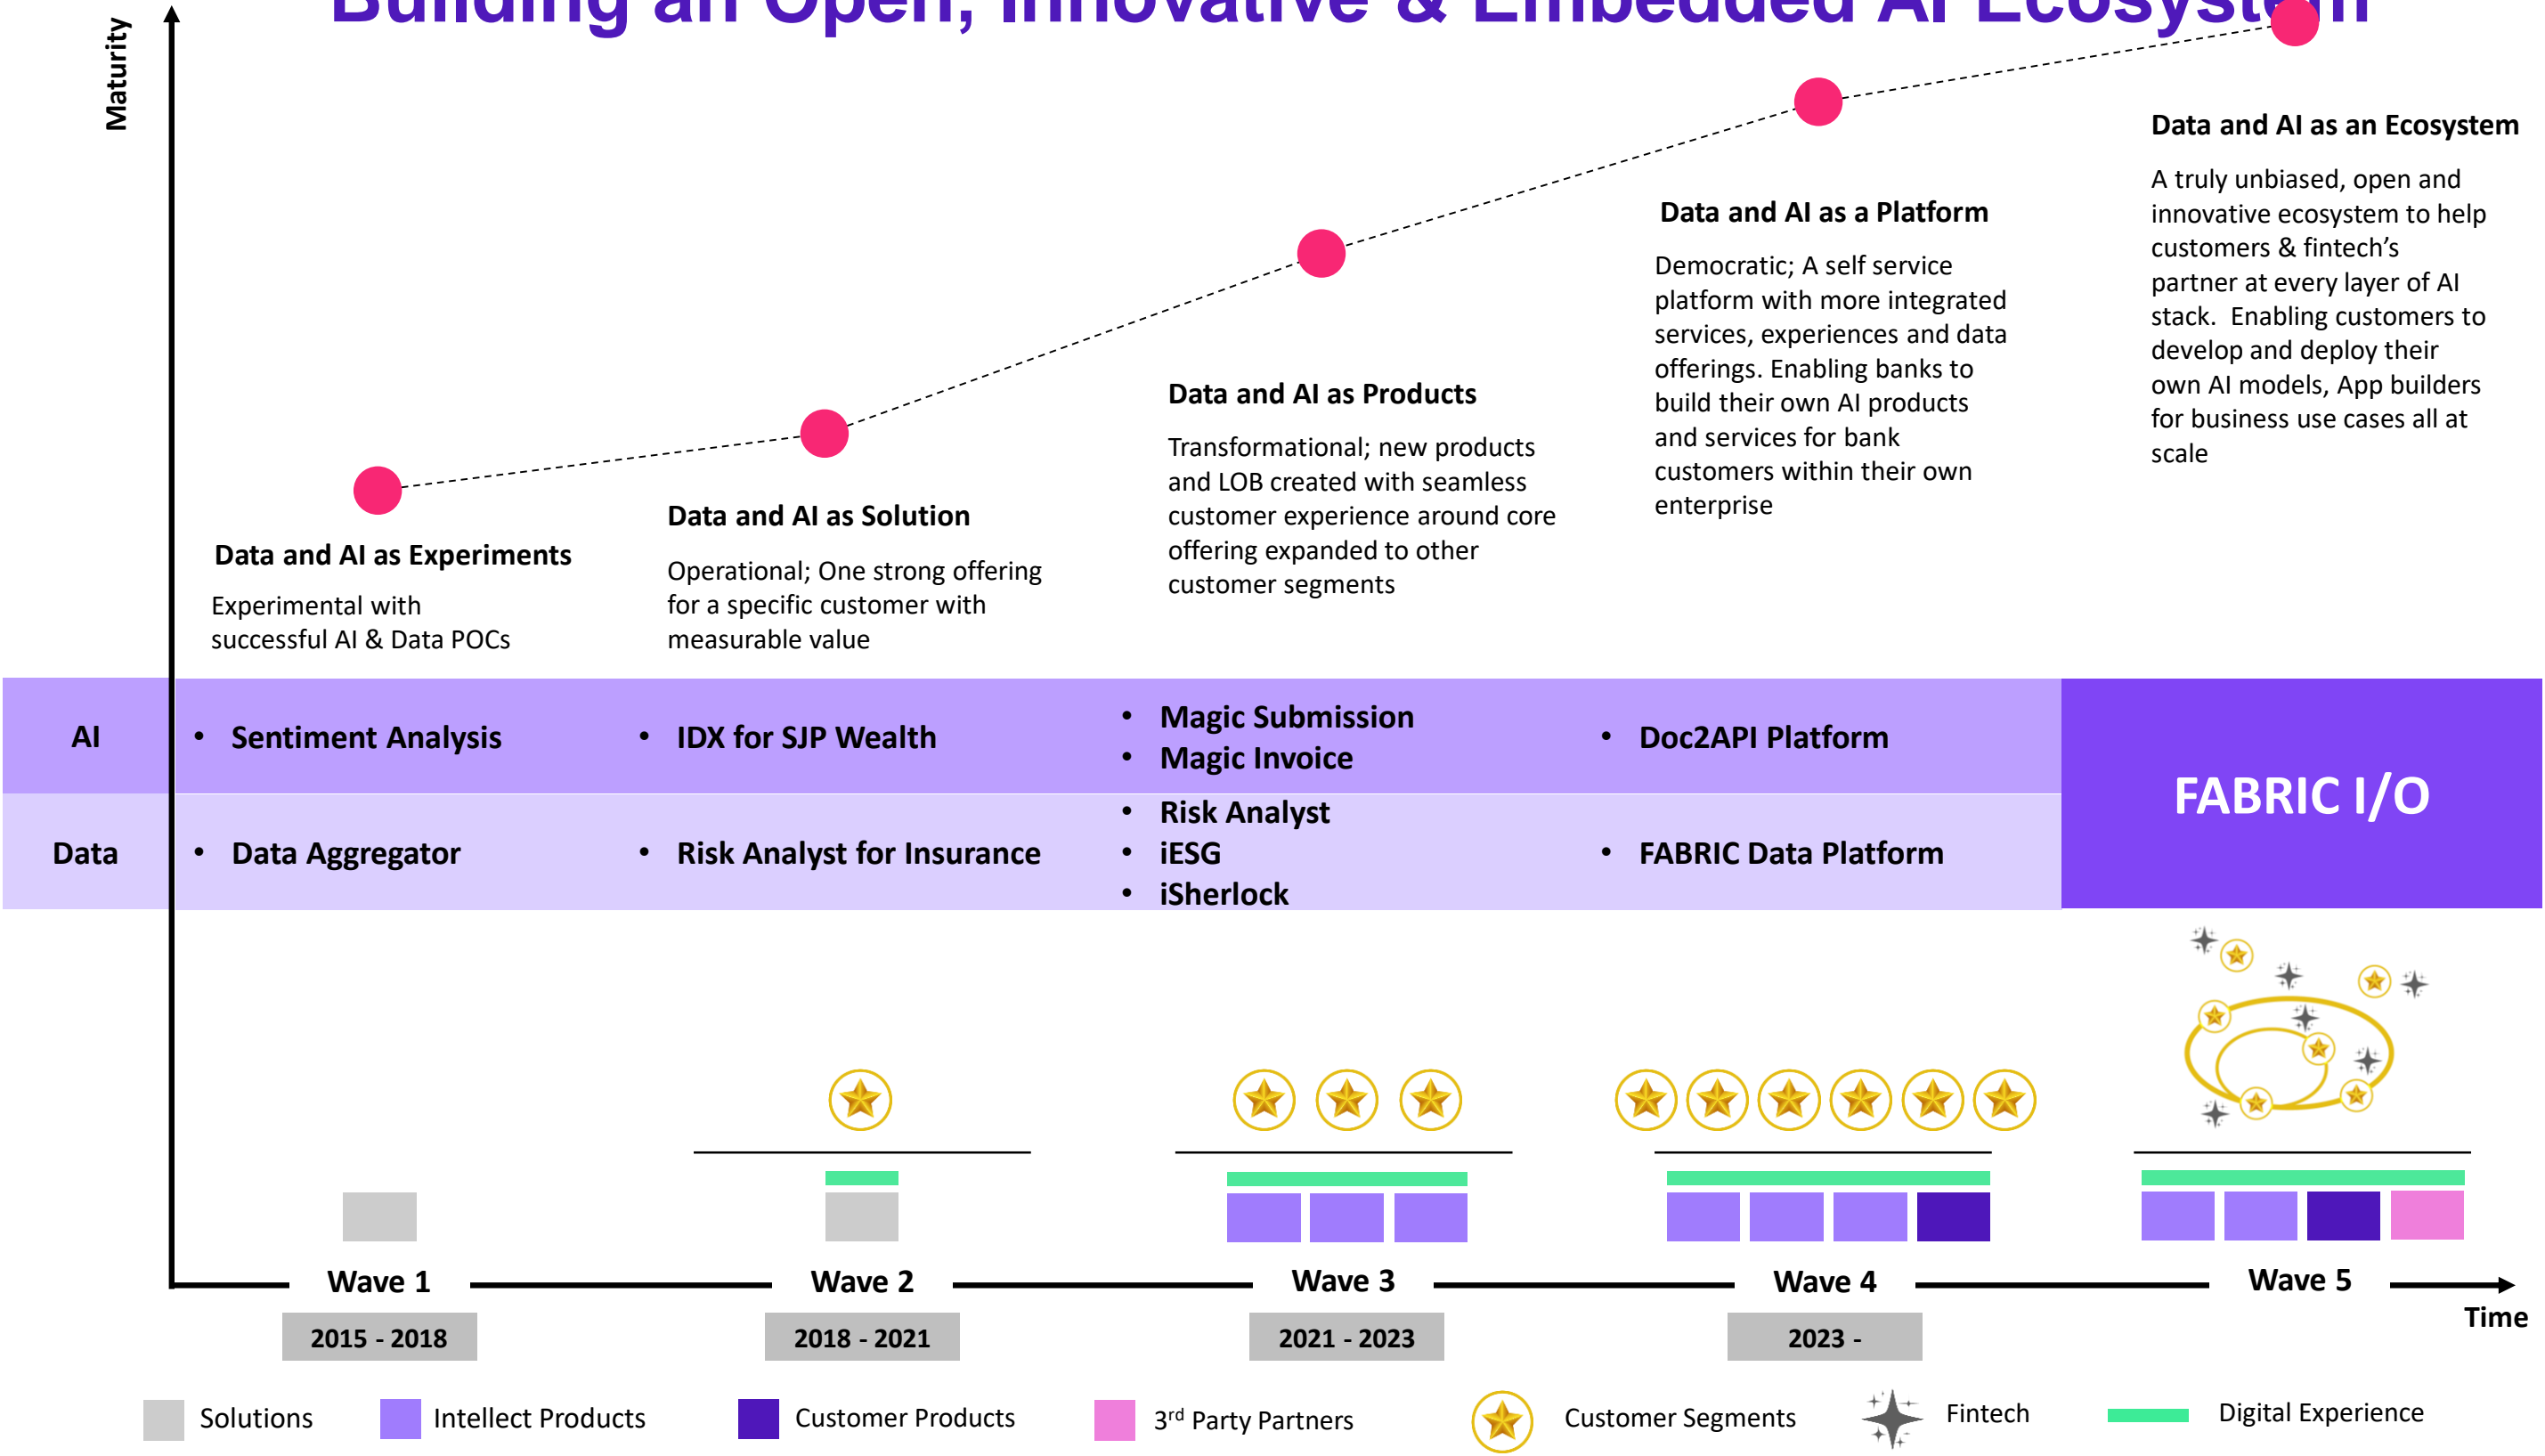 Building an Open, Innovative & Embedded AI Ecosystem
Maturity
Data and AI as Experiments
Experimental with
successful AI & Data POCs
Data and AI as Solution
Operational; One strong offering
for a specific customer with
measurable value
Data and AI as Products
Transformational; new products
and LOB created with seamless
customer experience around core
offering expanded to other
customer segments
Data and AI as a Platform
Democratic; A self service
platform with more integrated
services, experiences and data
offerings. Enabling banks to
build their own AI products
and services for bank
customers within their own
enterprise
Data and AI as an Ecosystem
A truly unbiased, open and
innovative ecosystem to help
customers & fintech’s
partner at every layer of AI
stack.  Enabling customers to
develop and deploy their
own AI models, App builders
for business use cases all at
scale
AI
• Sentiment Analysis
• IDX for SJP Wealth
• Magic Submission
• Magic Invoice
• Doc2API Platform
FABRIC I/O
Data
• Data Aggregator
• Risk Analyst for Insurance
• Risk Analyst
• iESG
• iSherlock
• FABRIC Data Platform
Wave 1
Wave 2
Wave 3
Wave 4
Wave 5
Time
2015 - 2018
2018 - 2021
2021 - 2023
2023 -
Solutions
Intellect Products
Customer Products
3rd Party Partners
Customer Segments
Fintech
Digital Experience